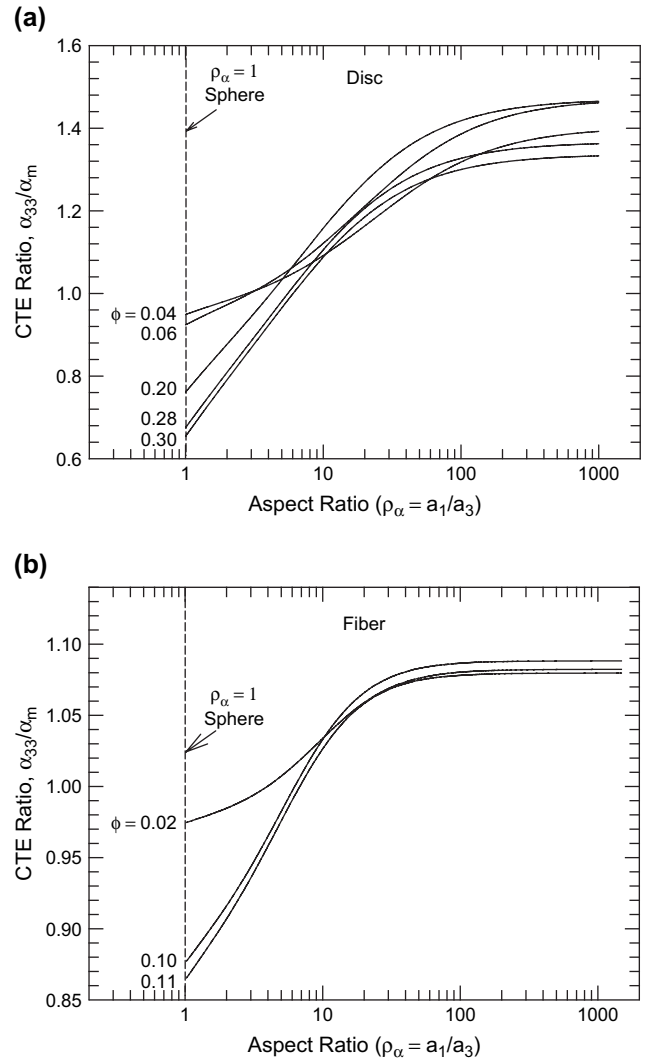 (a)
1.6
1.4
1.2
1.0
0.8
0.6
CTE Ratio, α₃₃/αₘ
ρα = 1
Sphere
Disc
ϕ = 0.04
0.06
0.20
0.28
0.30
1
10
100
1000
Aspect Ratio (ρα = a₁/a₃)
(b)
1.10
1.05
1.00
0.95
0.90
0.85
CTE Ratio, α₃₃/αₘ
Fiber
ρα = 1
Sphere
ϕ = 0.02
0.10
0.11
1
10
100
1000
Aspect Ratio (ρα = a₁/a₃)